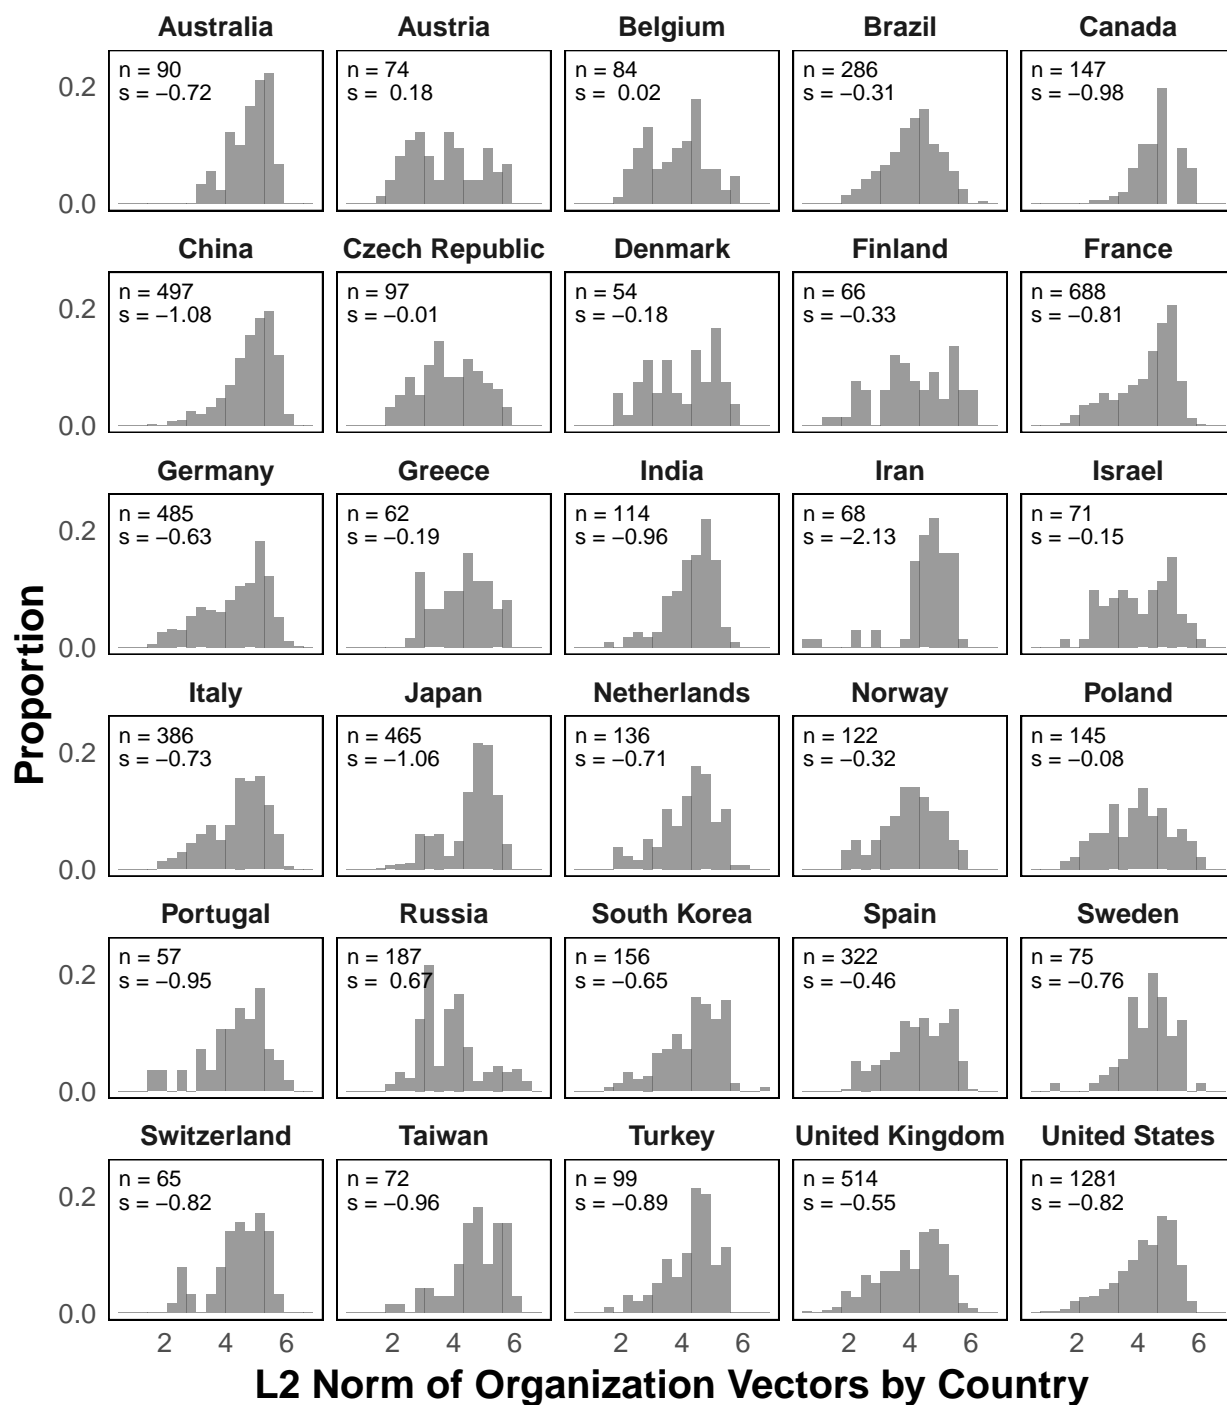 Australia Austria Belgium Brazil Canada
n = 90 n = 74 n = 84 n = 286 n = 147
s = −0.72 s =  0.18 s =  0.02 s = −0.31 s = −0.98
0.2
0.0
China Czech Republic Denmark Finland France
n = 497 n = 97 n = 54 n = 66 n = 688
s = −1.08 s = −0.01 s = −0.18 s = −0.33 s = −0.81
0.2
0.0
Germany Greece India Iran Israel
n = 485 n = 62 n = 114 n = 68 n = 71
s = −0.63 s = −0.19 s = −0.96 s = −2.13 s = −0.15
0.2
0.0
Proportion
Italy Japan Netherlands Norway Poland
n = 386 n = 465 n = 136 n = 122 n = 145
s = −0.73 s = −1.06 s = −0.71 s = −0.32 s = −0.08
0.2
0.0
Portugal Russia South Korea Spain Sweden
n = 57 n = 187 n = 156 n = 322 n = 75
s = −0.95 s =  0.67 s = −0.65 s = −0.46 s = −0.76
0.2
0.0
Switzerland Taiwan Turkey United Kingdom United States
n = 65 n = 72 n = 99 n = 514 n = 1281
s = −0.82 s = −0.96 s = −0.89 s = −0.55 s = −0.82
0.2
0.0
2 4 6 2 4 6 2 4 6 2 4 6 2 4 6
L2 Norm of Organization Vectors by Country